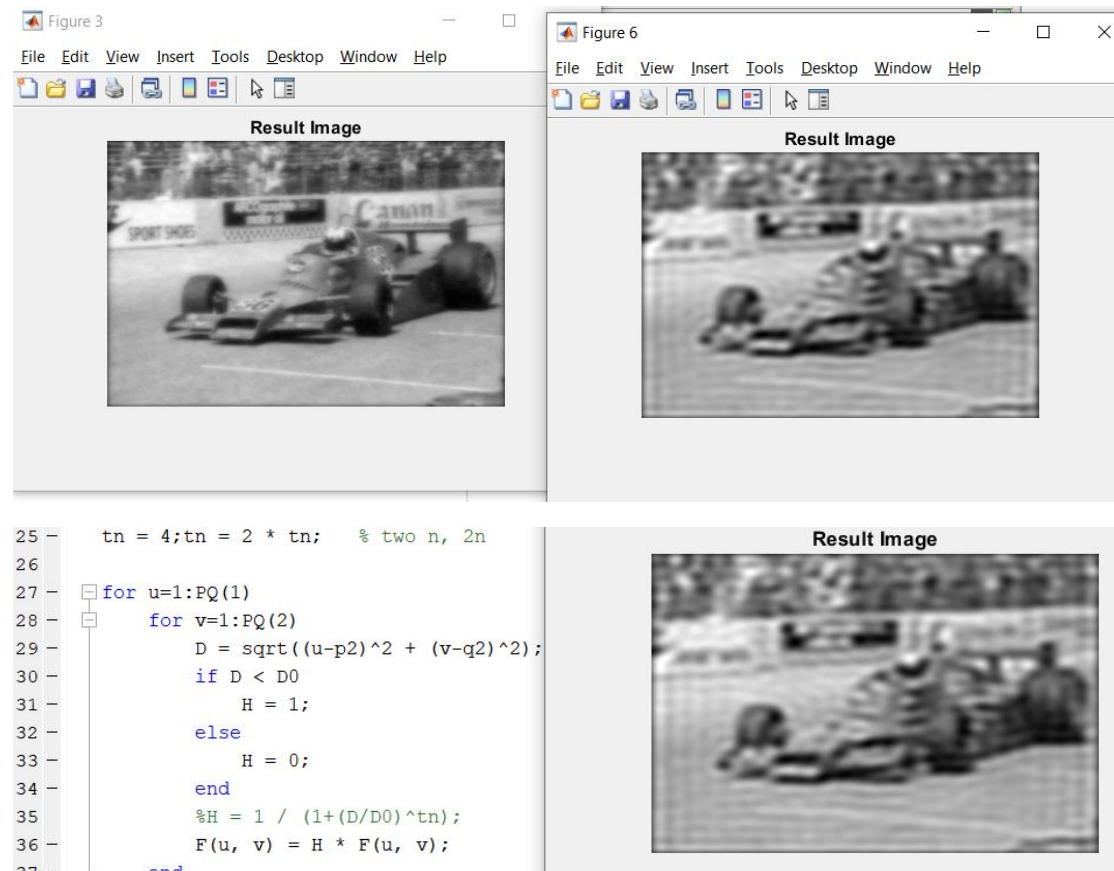 Figure 3
File Edit View Insert Tools Desktop Window Help
Result Image
SPORT SHOES
Canon
Figure 6
File Edit View Insert Tools Desktop Window Help
Result Image
25 - tn = 4;tn = 2 * tn; % two n, 2n
26
27 - for u=1:PQ(1)
28 - for v=1:PQ(2)
29 - D = sqrt((u-p2)^2 + (v-q2)^2);
30 - if D < D0
31 - H = 1;
32 - else
33 - H = 0;
34 - end
35 %H = 1 / (1+(D/D0)^tn);
36 - F(u, v) = H * F(u, v);
37 - end
Result Image